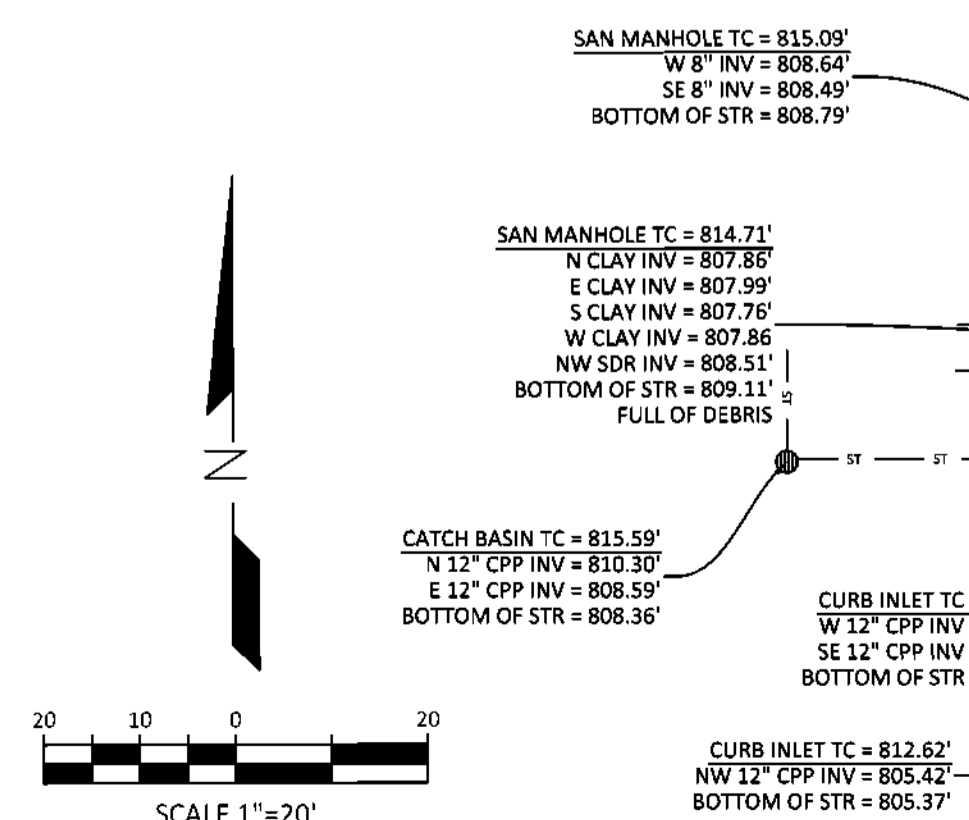 SAN MANHOLE TC = 815.09'
W 8" INV = 808.64'
SE 8" INV = 808.49'
BOTTOM OF STR = 808.79'
SAN MANHOLE TC = 814.71'
N CLAY INV = 807.86'
E CLAY INV = 807.99'
S CLAY INV = 807.76'
W CLAY INV = 807.86
NW SDR INV = 808.51'
BOTTOM OF STR = 809.11'
FULL OF DEBRIS
ST
ST ST
N
CATCH BASIN TC = 815.59'
N 12" CPP INV = 810.30'
E 12" CPP INV = 808.59'
BOTTOM OF STR = 808.36'
CURB INLET TC
W 12" CPP INV
SE 12" CPP INV
BOTTOM OF STR
20 10 0 20
SCALE 1"=20'
CURB INLET TC = 812.62'
NW 12" CPP INV = 805.42'
BOTTOM OF STR = 805.37'